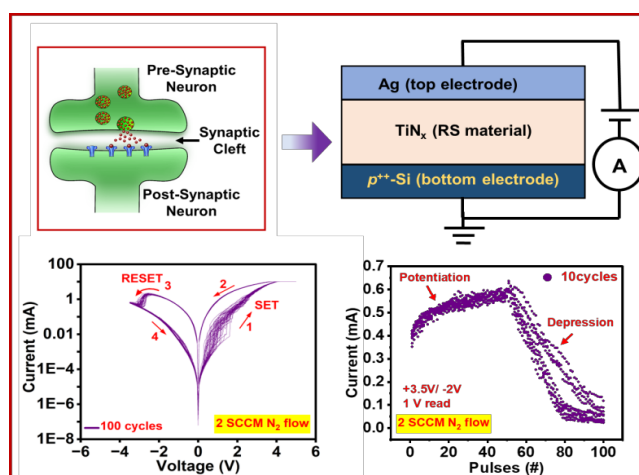 Pre-Synaptic
Neuron
Synaptic
Cleft
Post-Synaptic
Neuron
Ag (top electrode)
TiNₓ (RS material)
p⁺⁺-Si (bottom electrode)
A
100
1
0.01
1E−4
1E−6
1E−8
Current (mA)
RESET
3
2
SET
1
4
100 cycles
2 SCCM N₂ flow
−8 −6 −4 −2 0 2 4 6
Voltage (V)
0.7
0.6
0.5
0.4
0.3
0.2
0.1
0.0
Current (mA)
Potentiation
10cycles
Depression
+3.5V/ -2V
1 V read
2 SCCM N₂ flow
0 20 40 60 80 100
Pulses (#)